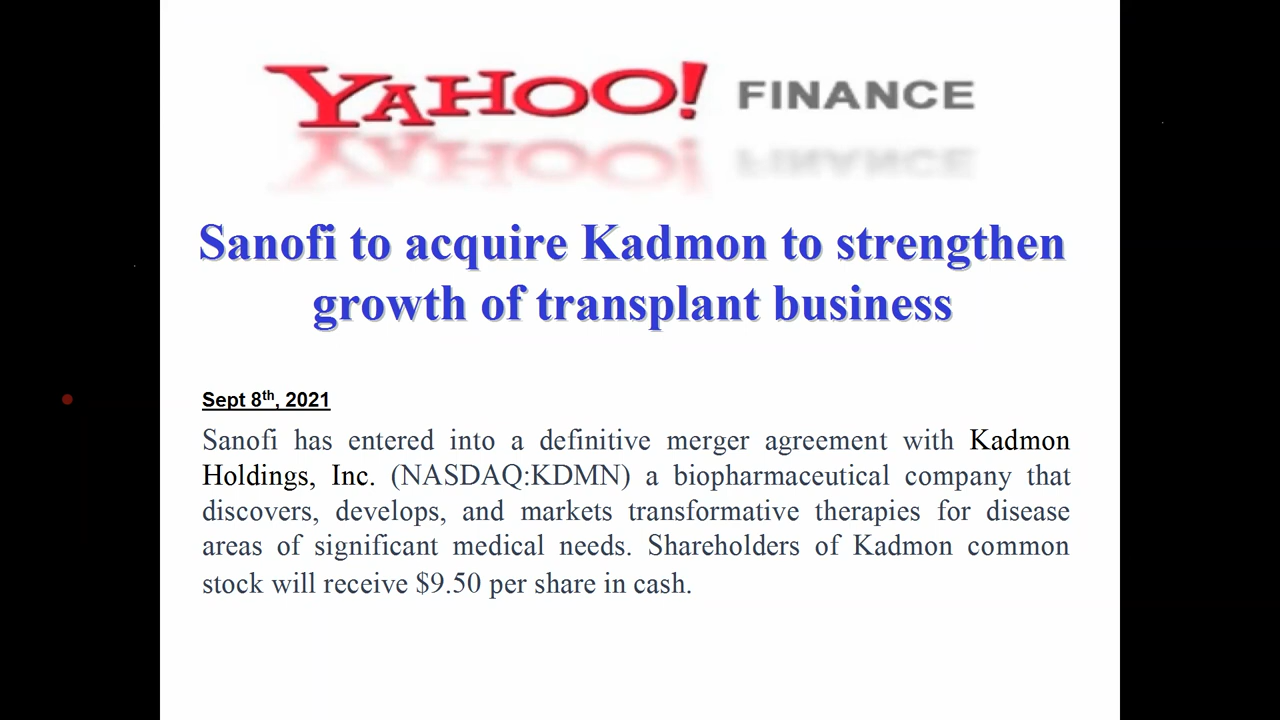 YAHOO! FINANCE
Sanofi to acquire Kadmon to strengthen
growth of transplant business
Sept 8th, 2021
Sanofi has entered into a definitive merger agreement with Kadmon
Holdings, Inc. (NASDAQ:KDMN) a biopharmaceutical company that
discovers, develops, and markets transformative therapies for disease
areas of significant medical needs. Shareholders of Kadmon common
stock will receive $9.50 per share in cash.